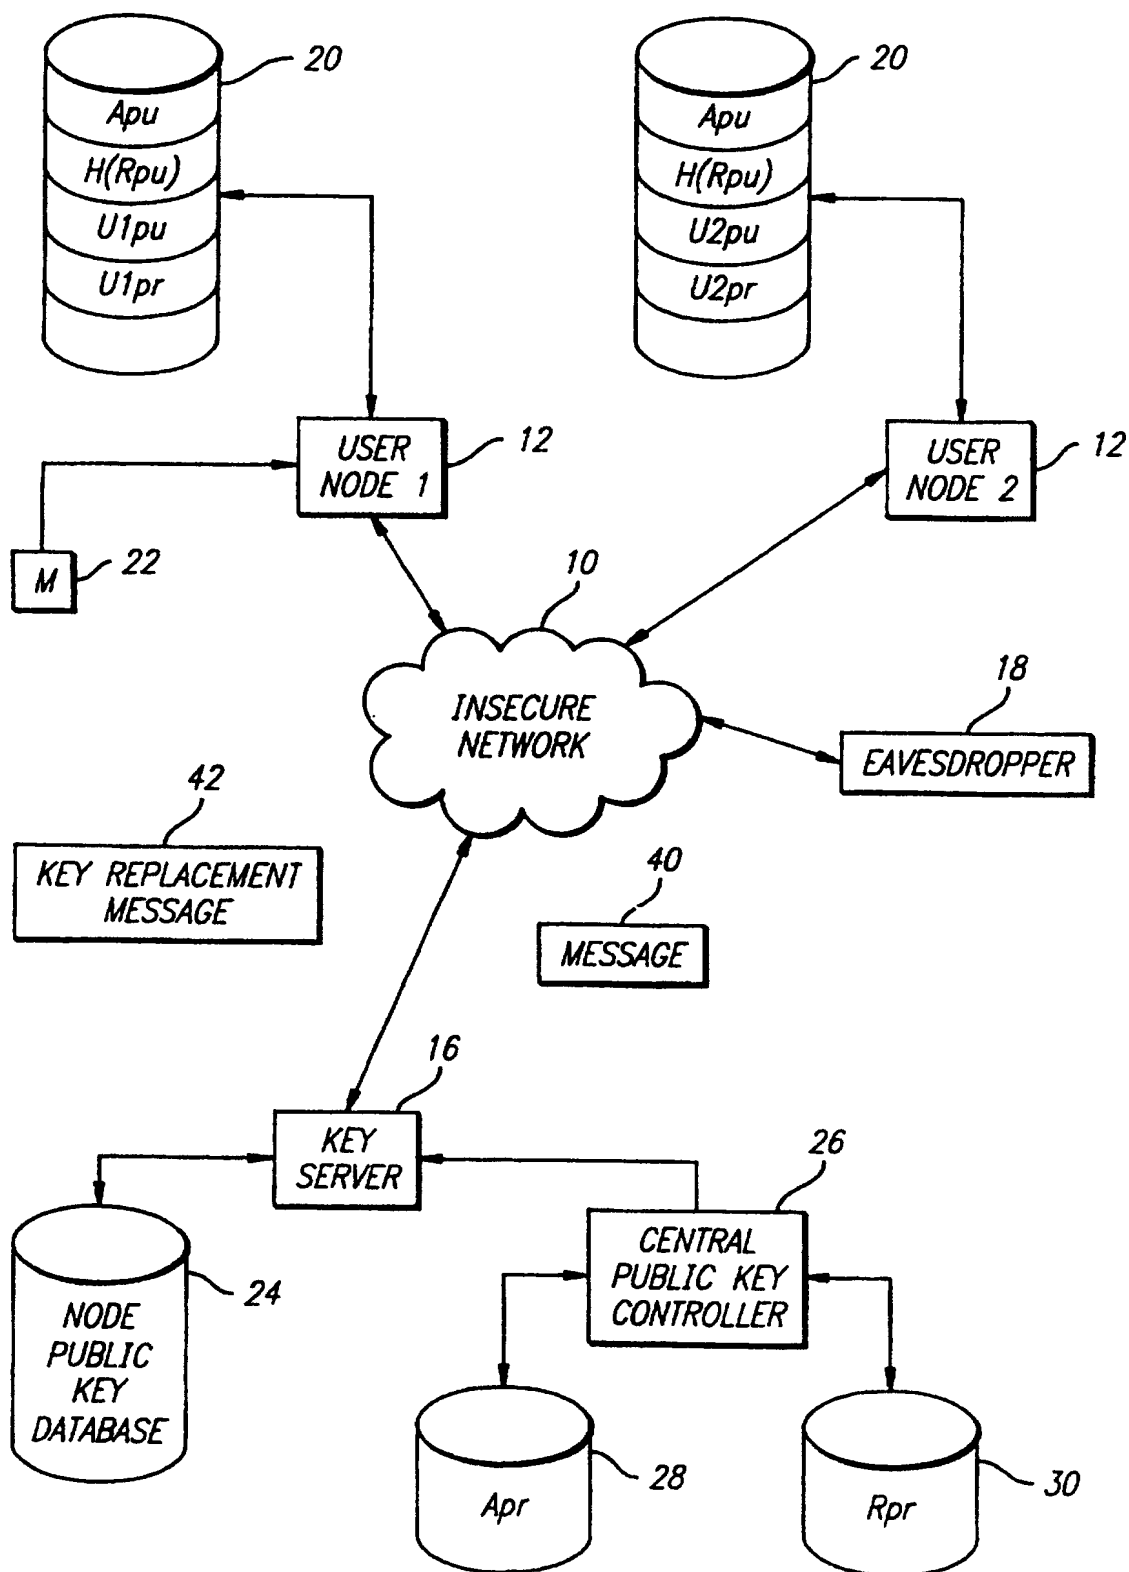 20
Apu
H(Rpu)
U1pu
U1pr
20
Apu
H(Rpu)
U2pu
U2pr
USER
NODE 1
12
USER
NODE 2
12
M
22
10
INSECURE
NETWORK
18
EAVESDROPPER
42
KEY REPLACEMENT
MESSAGE
40
MESSAGE
16
KEY
SERVER
26
CENTRAL
PUBLIC KEY
CONTROLLER
24
NODE
PUBLIC
KEY
DATABASE
28
Apr
30
Rpr